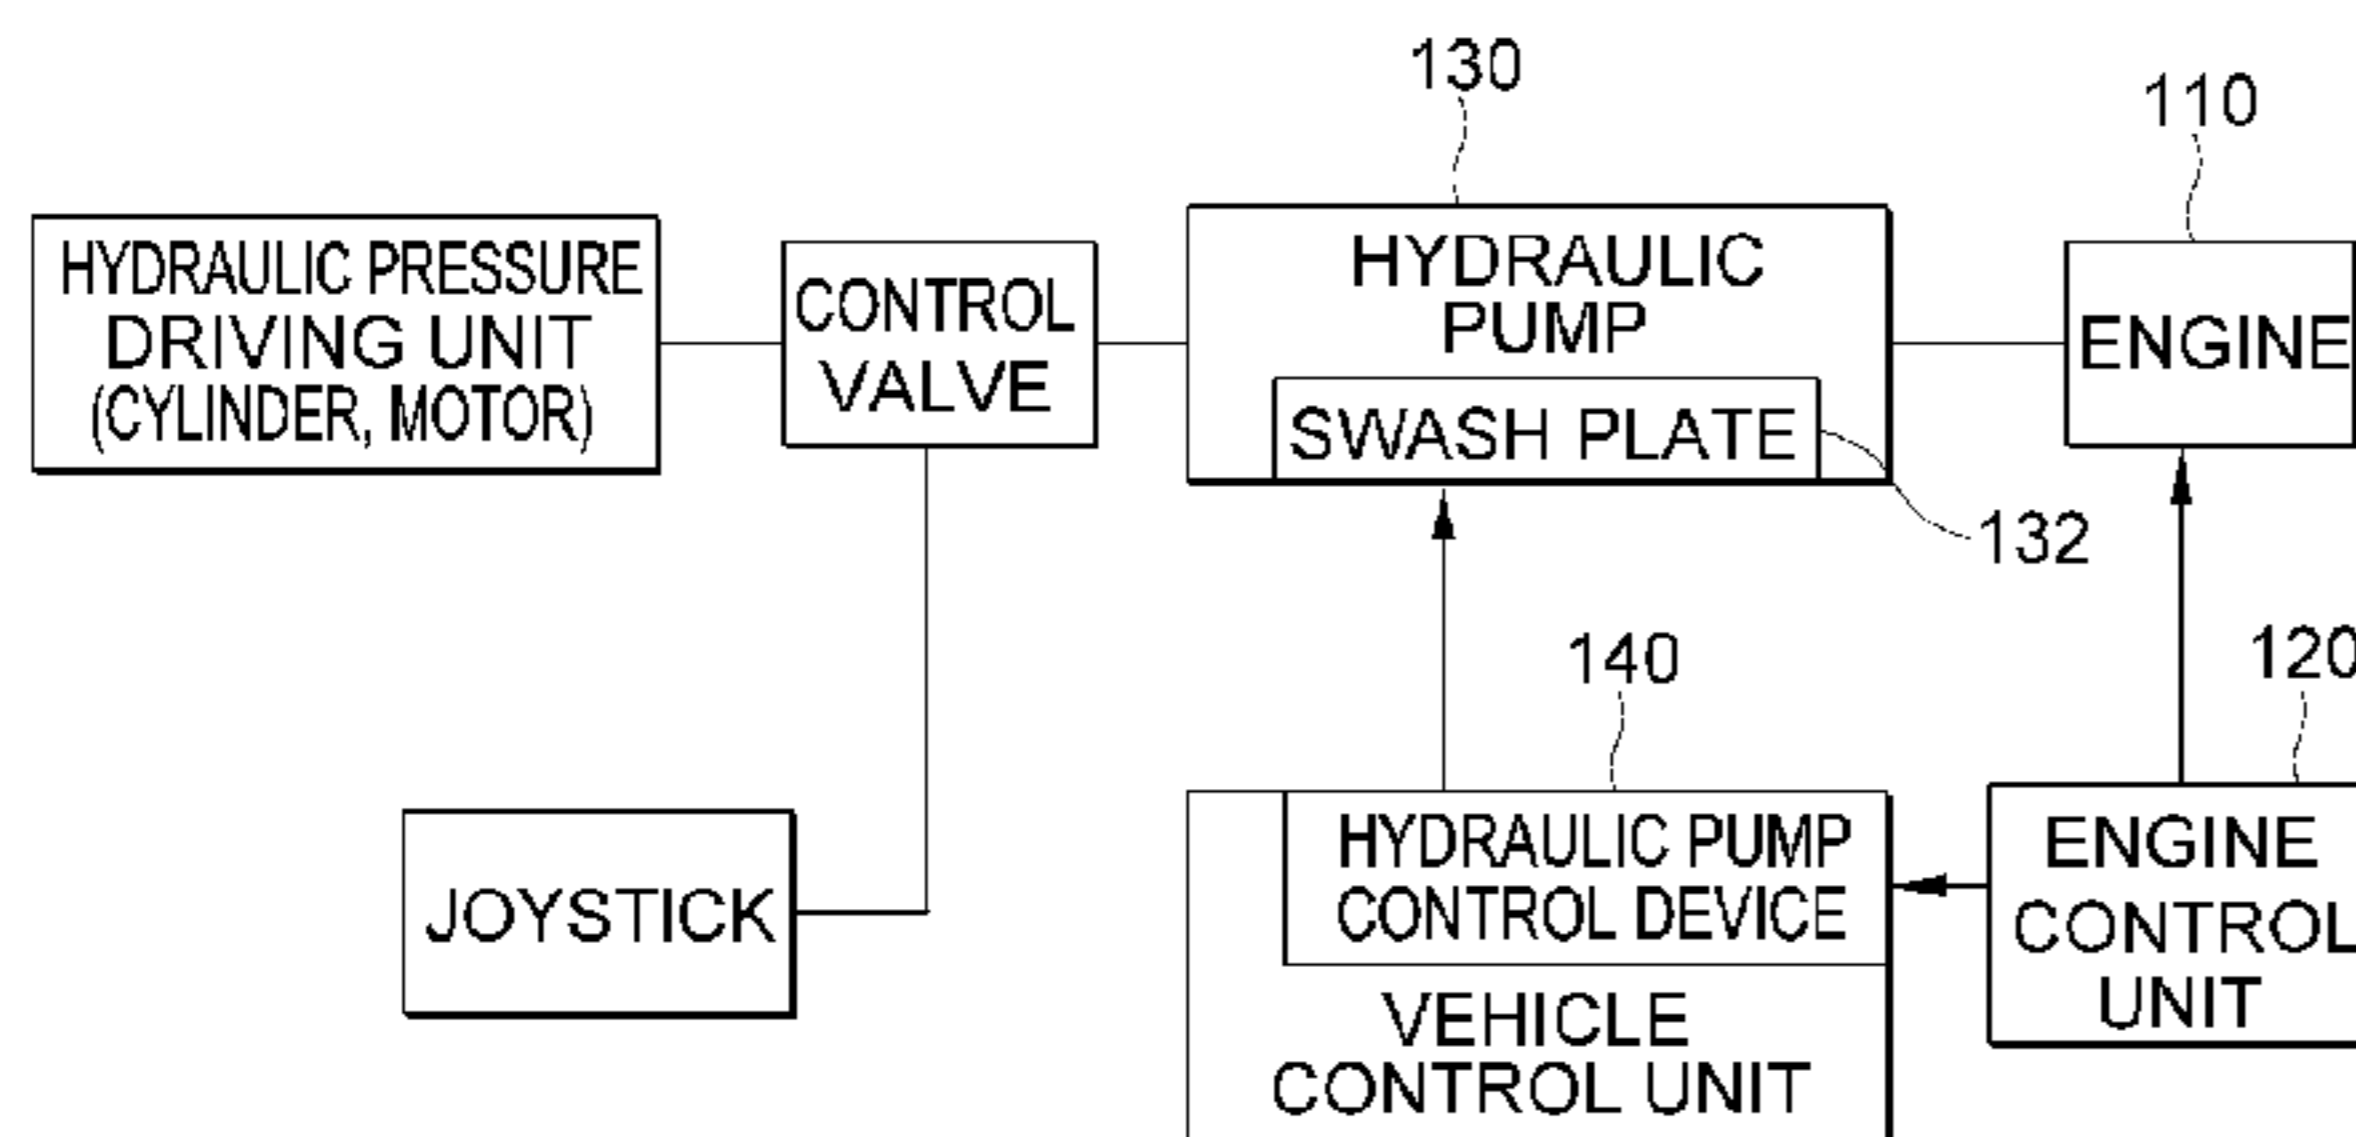 130
110
HYDRAULIC PRESSURE
DRIVING UNIT
(CYLINDER, MOTOR)
CONTROL
VALVE
HYDRAULIC
PUMP
SWASH PLATE
ENGINE
132
140
120
JOYSTICK
HYDRAULIC PUMP
CONTROL DEVICE
VEHICLE
CONTROL UNIT
ENGINE
CONTROL
UNIT